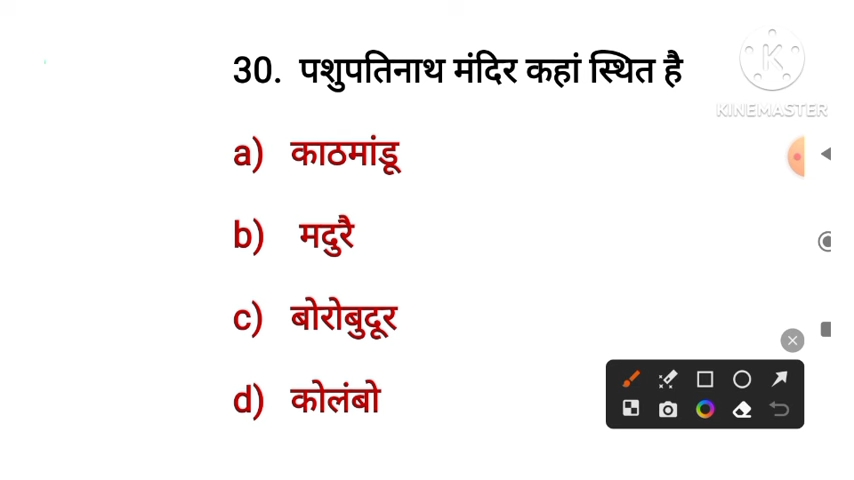 30. पशुपतिनाथ मंदिर कहां स्थित है
KINEMASTER
a) काठमांडू
b) मदुरै
c) बोरोबुदूर
d) कोलंबो